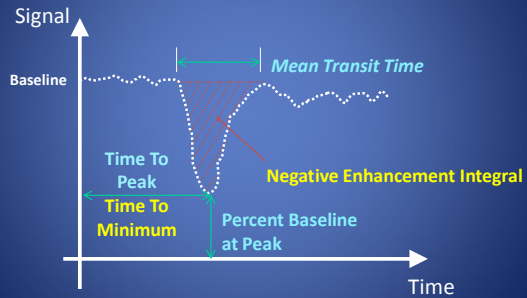 Signal
Mean Transit Time
Baseline
Time To
Peak
Time To
Minimum
Negative Enhancement Integral
Percent Baseline
at Peak
Time